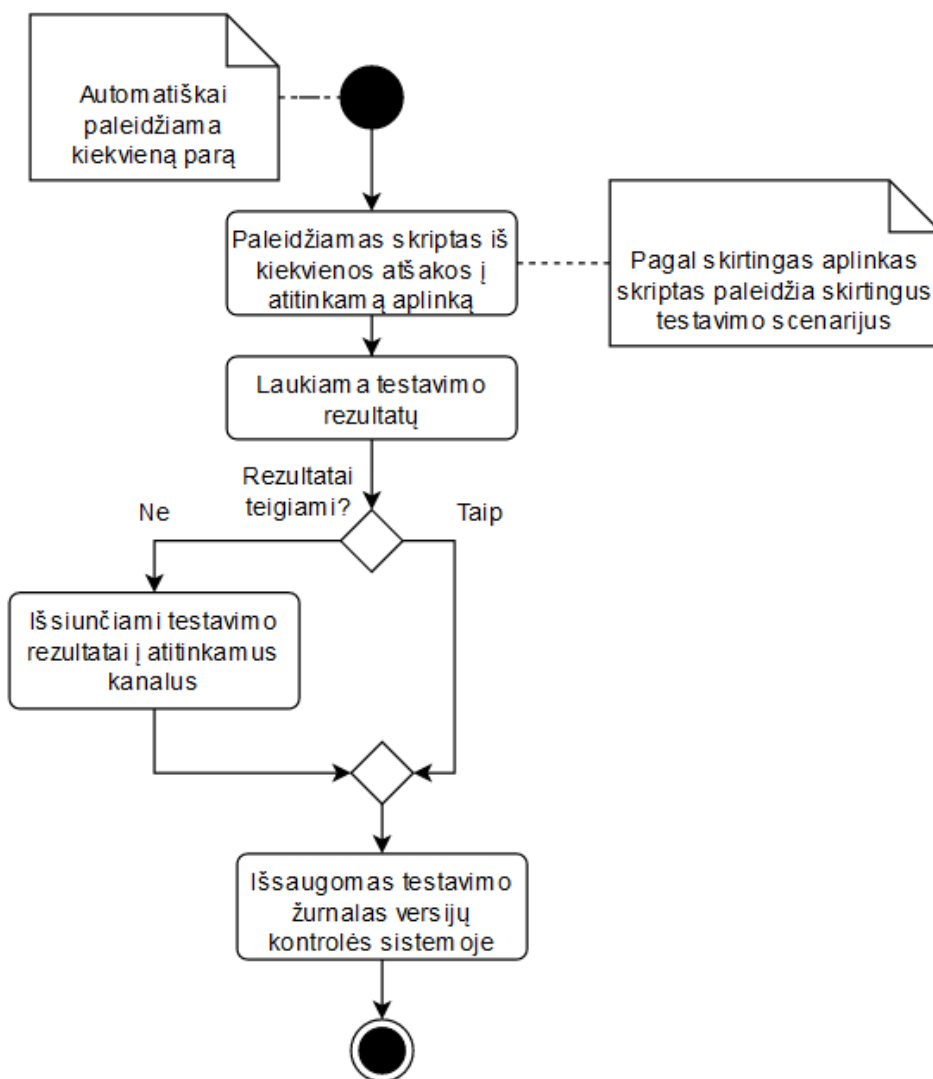 Automatiškai
paleidžiama
kiekvieną parą
Paleidžiamas skriptas iš
kiekvienos atšakos į
atitinkamą aplinką
Pagal skirtingas aplinkas
skriptas paleidžia skirtingus
testavimo scenarijus
Laukiama testavimo
rezultatų
Rezultatai
teigiami?
Ne
Taip
Išsiunčiami testavimo
rezultatai į atitinkamus
kanalus
Išsaugomas testavimo
žurnalas versijų
kontrolės sistemoje